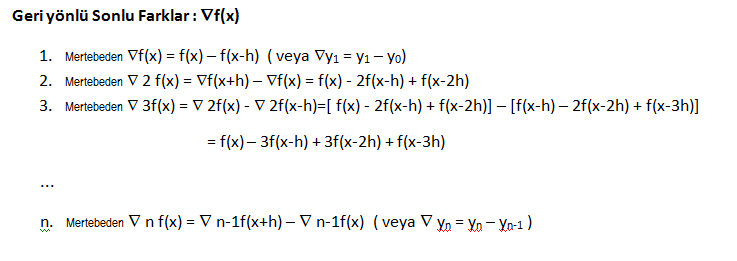 Geri yönlü Sonlu Farklar : ∇f(x)
1. Mertebeden ∇f(x) = f(x) – f(x-h) ( veya ∇y₁ = y₁ – y₀)
2. Mertebeden ∇ 2 f(x) = ∇f(x+h) – ∇f(x) = f(x) - 2f(x-h) + f(x-2h)
3. Mertebeden ∇ 3f(x) = ∇ 2f(x) - ∇ 2f(x-h)=[ f(x) - 2f(x-h) + f(x-2h)] – [f(x-h) – 2f(x-2h) + f(x-3h)]
= f(x) – 3f(x-h) + 3f(x-2h) + f(x-3h)
...
n. Mertebeden ∇ n f(x) = ∇ n-1f(x+h) – ∇ n-1f(x) ( veya ∇ yₙ = yₙ – yₙ₋₁ )